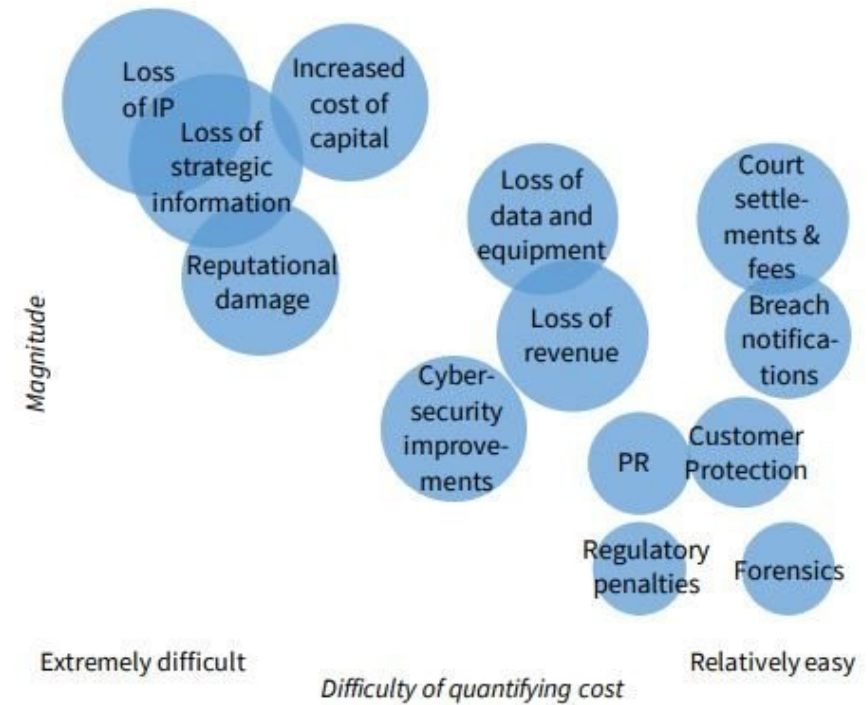 Loss
of IP
Increased
cost of
capital
Loss of
strategic
information
Reputational
damage
Loss of
data and
equipment
Court
settle-
ments &
fees
Loss of
revenue
Breach
notifica-
tions
Magnitude
Cyber-
security
improve-
ments
PR
Customer
Protection
Regulatory
penalties
Forensics
Extremely difficult
Relatively easy
Difficulty of quantifying cost